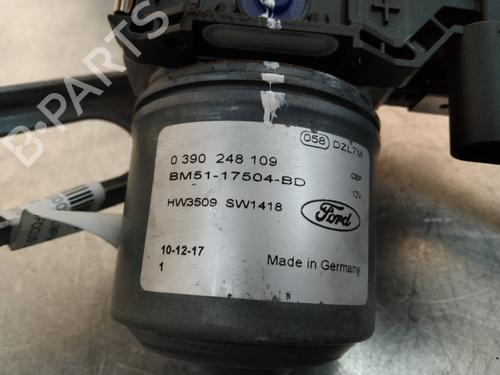 0 390 248 109
058 DZL7M
BM51-17504-BD
CEP
12V
HW3509 SW1418
Ford
10-12-17
1
Made in Germany
B-PARTS